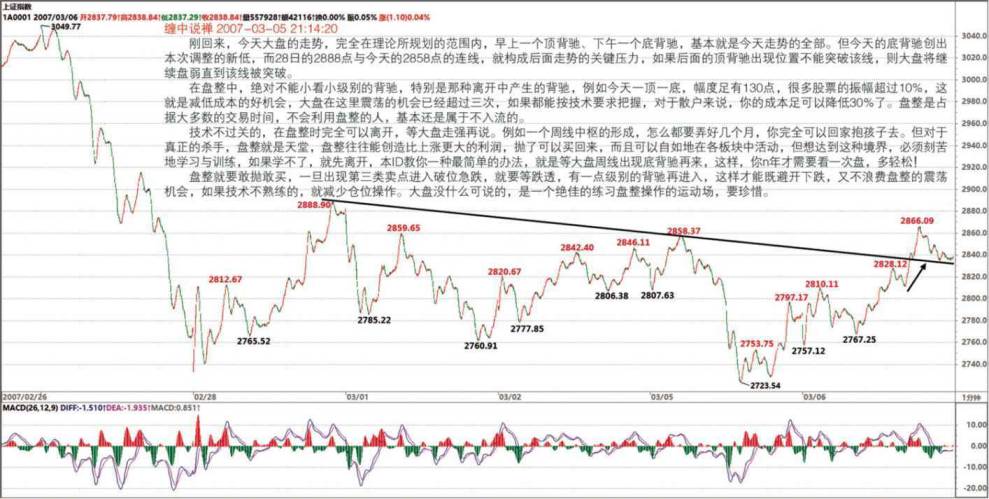 上证指数
1A0001 2007/03/06 开2837.79↑高2838.84↑低2837.29↑收2838.84↑量557928↑额42116↑换0.00% 振0.05% 涨(1.10)0.04%
3049.77
缠中说禅 2007-03-05 21:14:20
刚回来，今天大盘的走势，完全在理论所规划的范围内，早上一个顶背驰、下午一个底背驰，基本就是今天走势的全部。但今天的底背驰创出
本次调整的新低，而28日的2888点与今天的2858点的连线，就构成后面走势的关键压力，如果后面的顶背驰出现位置不能突破该线，则大盘将继
续盘弱直到该线被突破。
在盘整中，绝对不能小看小级别的背驰，特别是那种离开中产生的背驰，例如今天一顶一底，幅度足有130点，很多股票的振幅超过10%，这
就是减低成本的好机会，大盘在这里震荡的机会已经超过三次，如果都能按技术要求把握，对于散户来说，你的成本足可以降低30%了。盘整是占
据大多数的交易时间，不会利用盘整的人，基本还是属于不入流的。
技术不过关的，在盘整时完全可以离开，等大盘走强再说。例如一个周线中枢的形成，怎么都要弄好几个月，你完全可以回家抱孩子去。但对于
真正的杀手，盘整就是天堂，盘整往往能创造比上涨更大的利润，抛了可以买回来，而且可以自如地在各板块中活动，但想达到这种境界，必须刻苦
地学习与训练，如果学不了，就先离开，本ID教你一种最简单的办法，就是等大盘周线出现底背驰再来，这样，你n年才需要看一次盘，多轻松！
盘整就要敢抛敢买，一旦出现第三类卖点进入破位急跌，就要等跌透，有一点级别的背驰再进入，这样才能既避开下跌，又不浪费盘整的震荡
机会，如果技术不熟练的，就减少仓位操作。大盘没什么可说的，是一个绝佳的练习盘整操作的运动场，要珍惜。
3040.0
3020.0
3000.0
2980.0
2960.0
2940.0
2920.0
2900.0
2880.0
2860.0
2840.0
2820.0
2800.0
2780.0
2760.0
2740.0
2812.67
2765.52
2888.90
2785.22
2859.65
2760.91
2820.67
2777.85
2842.40
2806.38
2846.11
2807.63
2858.37
2723.54
2753.75
2797.17
2757.12
2810.11
2767.25
2828.12
2866.09
2007/02/26 02/28 03/01 03/02 03/05 03/06 1分钟
MACD(26,12,9) DIFF:-1.510↑DEA:-1.935↑MACD:0.851↑
20.00
10.00
0.00
-10.00
-20.00